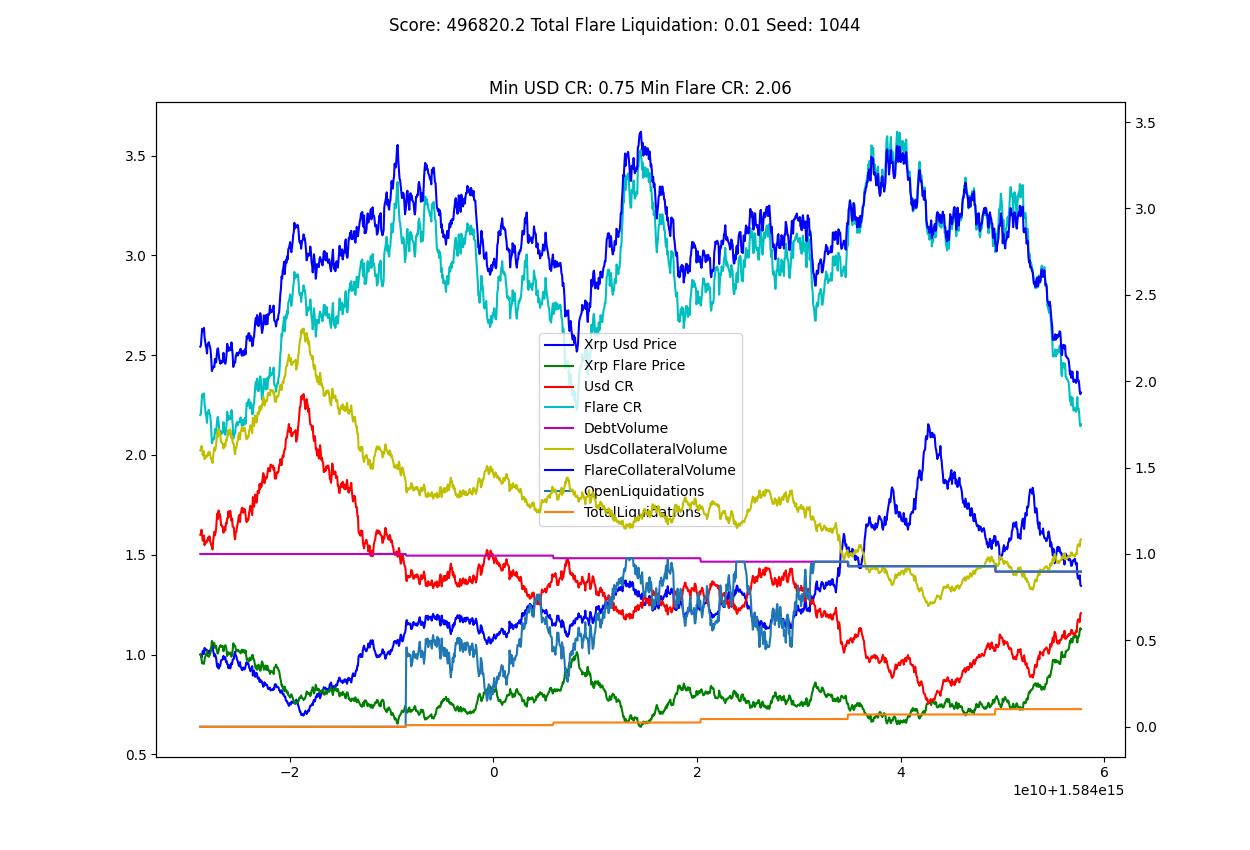 Score: 496820.2 Total Flare Liquidation: 0.01 Seed: 1044
Min USD CR: 0.75 Min Flare CR: 2.06
3.5
3.0
2.5
2.0
1.5
1.0
0.5
3.5
3.0
2.5
2.0
1.5
1.0
0.5
0.0
Xrp Usd Price
Xrp Flare Price
Usd CR
Flare CR
DebtVolume
UsdCollateralVolume
FlareCollateralVolume
OpenLiquidations
TotalLiquidations
−2 0 2 4 6
1e10+1.584e15